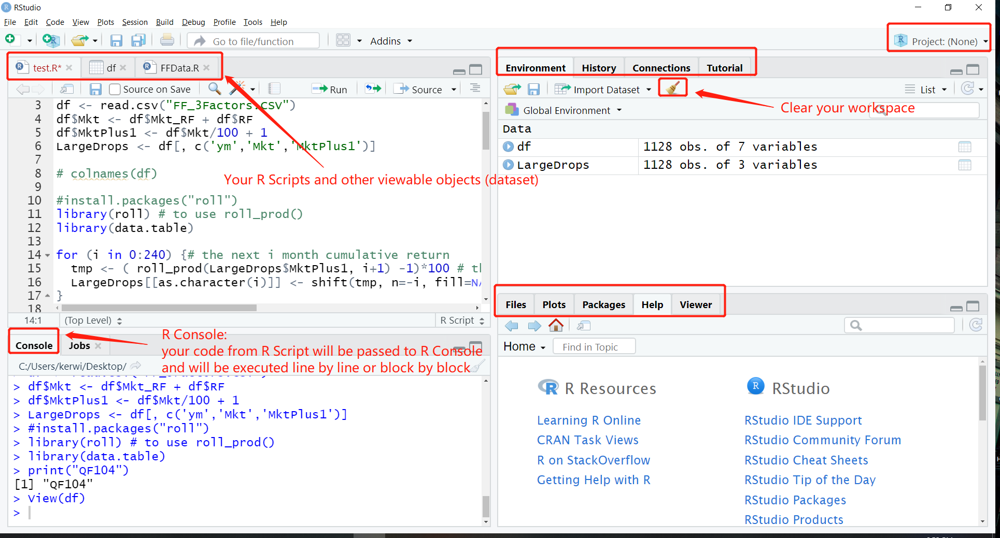 RStudio
File Edit Code View Plots Session Build Debug Profile Tools Help
Go to file/function
Addins
Project: (None)
test.R*
df
FFData.R
Source on Save
Run
Source
3 df <- read.csv("FF_3Factors.CSV")
4 df$Mkt <- df$Mkt_RF + df$RF
5 df$MktPlus1 <- df$Mkt/100 + 1
6 LargeDrops <- df[, c('ym','Mkt','MktPlus1')]
7
8 # colnames(df)
9
10 #install.packages("roll")
11 library(roll) # to use roll_prod()
12 library(data.table)
13
14 for (i in 0:240) {# the next i month cumulative return
15 tmp <- ( roll_prod(LargeDrops$MktPlus1, i+1) -1)*100 # th
16 LargeDrops[[as.character(i)]] <- shift(tmp, n=-i, fill=NA
17 }
18
Your R Scripts and other viewable objects (dataset)
14:1
(Top Level)
R Script
Console
Jobs
R Console:
your code from R Script will be passed to R Console
and will be executed line by line or block by block
C:/Users/kerwi/Desktop/
> df$Mkt <- df$Mkt_RF + df$RF
> df$MktPlus1 <- df$Mkt/100 + 1
> LargeDrops <- df[, c('ym','Mkt','MktPlus1')]
> #install.packages("roll")
> library(roll) # to use roll_prod()
> library(data.table)
> print("QF104")
[1] "QF104"
> View(df)
>
Environment
History
Connections
Tutorial
Import Dataset
List
Clear your workspace
Global Environment
Data
df 1128 obs. of 7 variables
LargeDrops 1128 obs. of 3 variables
Files
Plots
Packages
Help
Viewer
Home
Find in Topic
R Resources
Learning R Online
CRAN Task Views
R on StackOverflow
Getting Help with R
RStudio
RStudio IDE Support
RStudio Community Forum
RStudio Cheat Sheets
RStudio Tip of the Day
RStudio Packages
RStudio Products